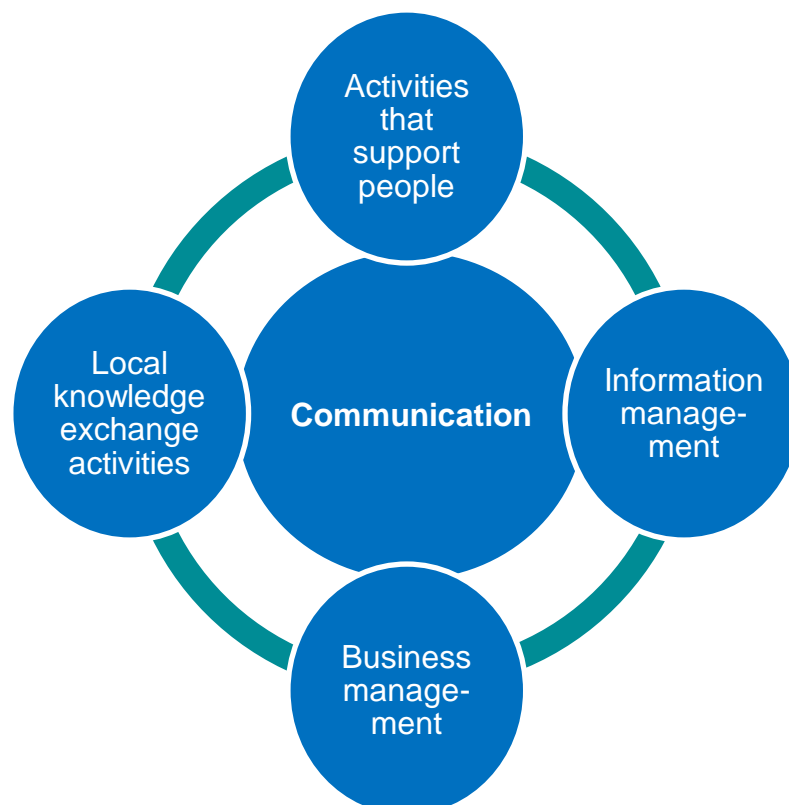 Activities
that
support
people
Local
knowledge
exchange
activities
Communication
Information
manage-
ment
Business
manage-
ment